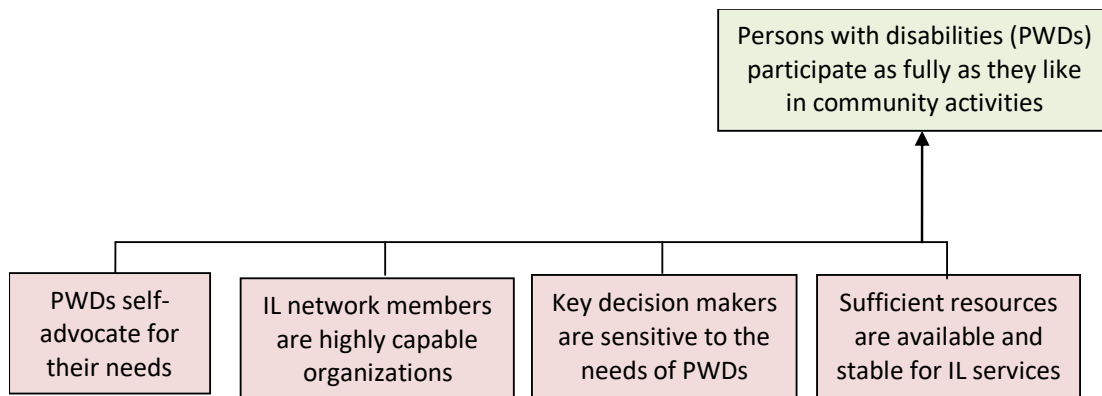 Persons with disabilities (PWDs)
participate as fully as they like
in community activities
PWDs self-
advocate for
their needs
IL network members
are highly capable
organizations
Key decision makers
are sensitive to the
needs of PWDs
Sufficient resources
are available and
stable for IL services